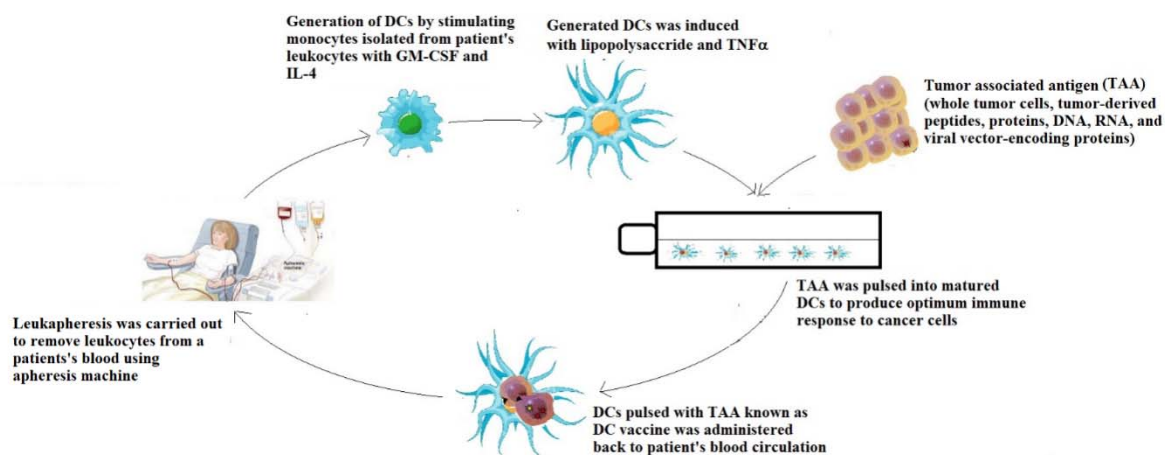 Generation of DCs by stimulating
monocytes isolated from patient's
leukocytes with GM-CSF and
IL-4
Generated DCs was induced
with lipopolysaccride and TNFα
Tumor associated antigen (TAA)
(whole tumor cells, tumor-derived
peptides, proteins, DNA, RNA, and
viral vector-encoding proteins)
TAA was pulsed into matured
DCs to produce optimum immune
response to cancer cells
DCs pulsed with TAA known as
DC vaccine was administered
back to patient's blood circulation
Leukapheresis was carried out
to remove leukocytes from a
patients's blood using
apheresis machine